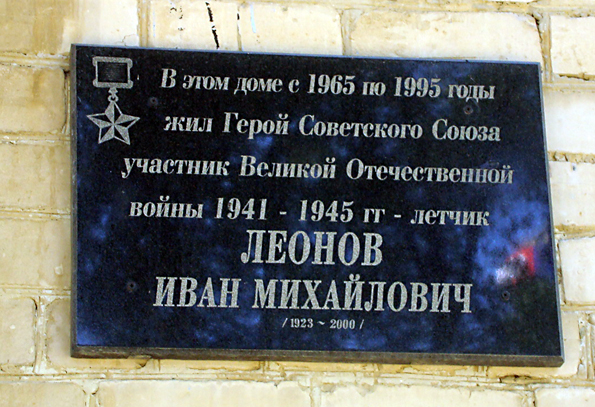 В этом доме с 1965 по 1995 годы
жил Герой Советского Союза
участник Великой Отечественной
войны 1941 - 1945 гг - летчик
ЛЕОНОВ
ИВАН МИХАЙЛОВИЧ
/ 1923 ~ 2000 /